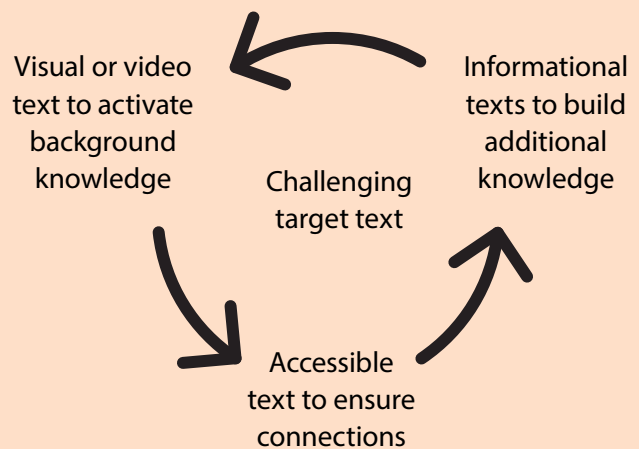 Visual or video
text to activate
background
knowledge
Informational
texts to build
additional
knowledge
Challenging
target text
Accessible
text to ensure
connections